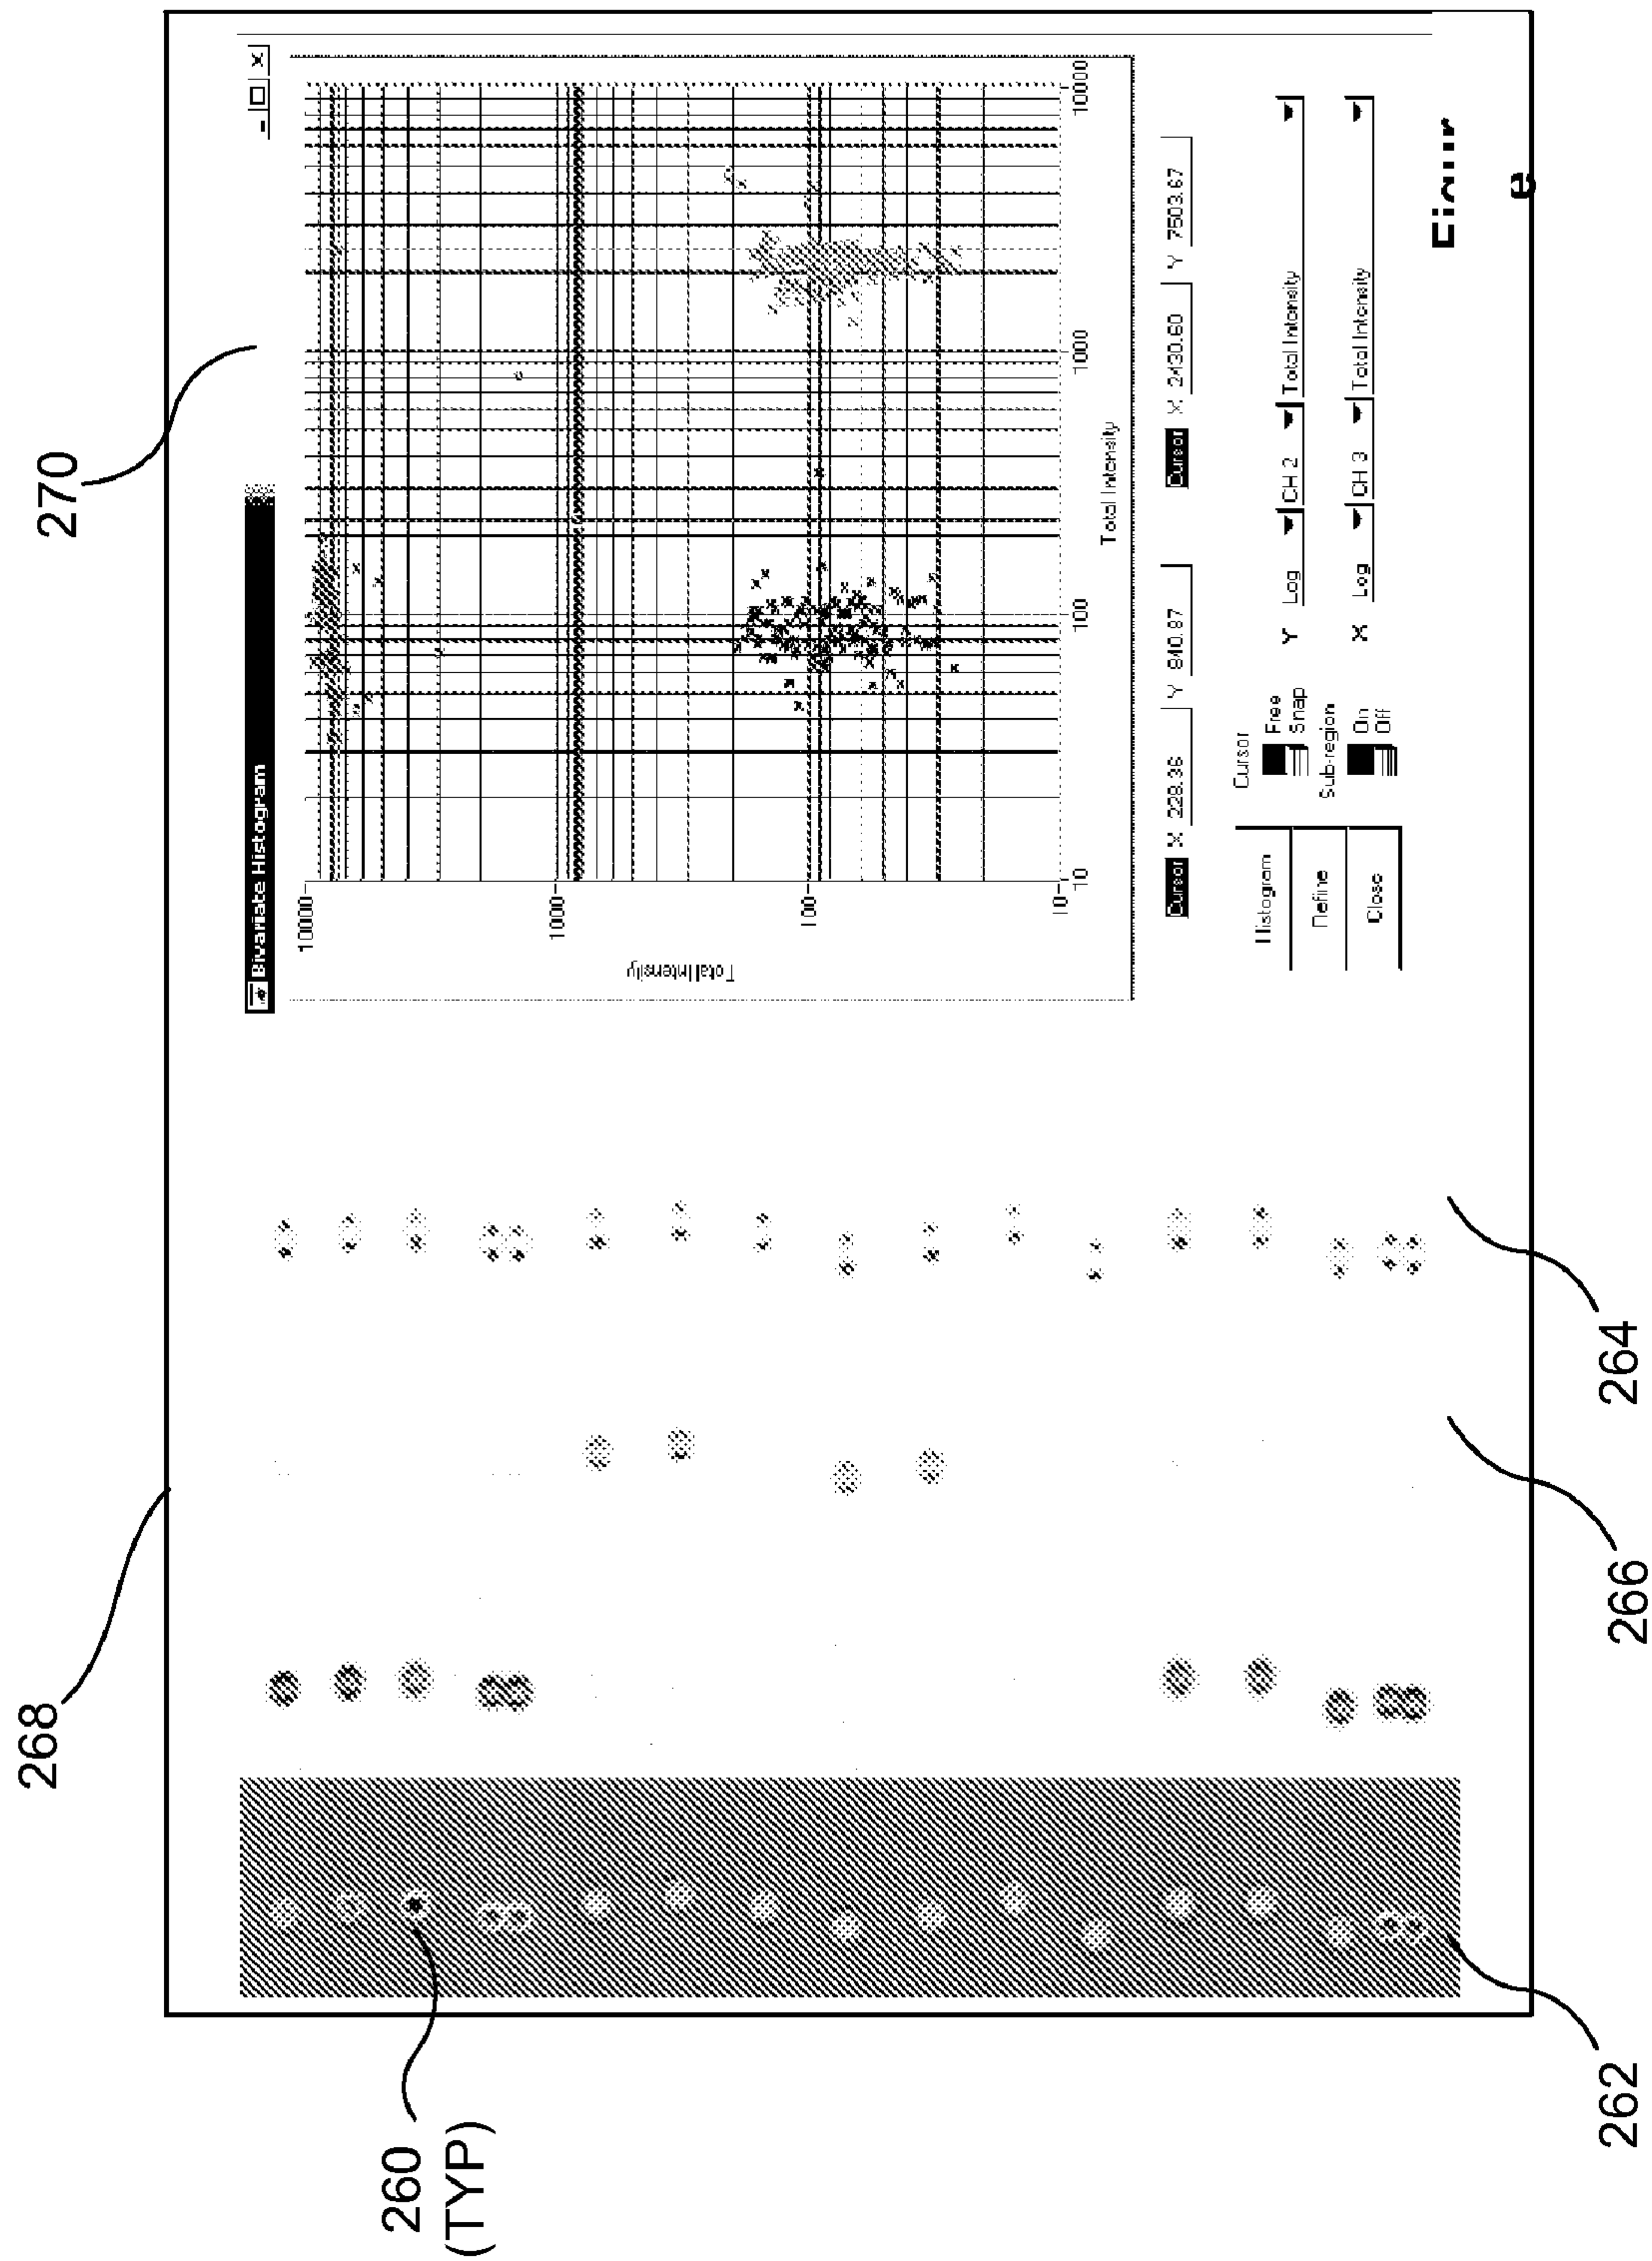 268
270
260
(TYP)
262
266
264
Bivariate Histogram
10000
1000
100
10
Total Intensity
10
100
1000
10000
Total Intensity
Cursor X 228.36 Y 840.87 Cursor X 2430.60 Y 7503.67
Histogram
Define
Close
Cursor
Free
Snap
Sub-region
On
Off
Y Log CH 2 Total Intensity
X Log CH 3 Total Intensity
e